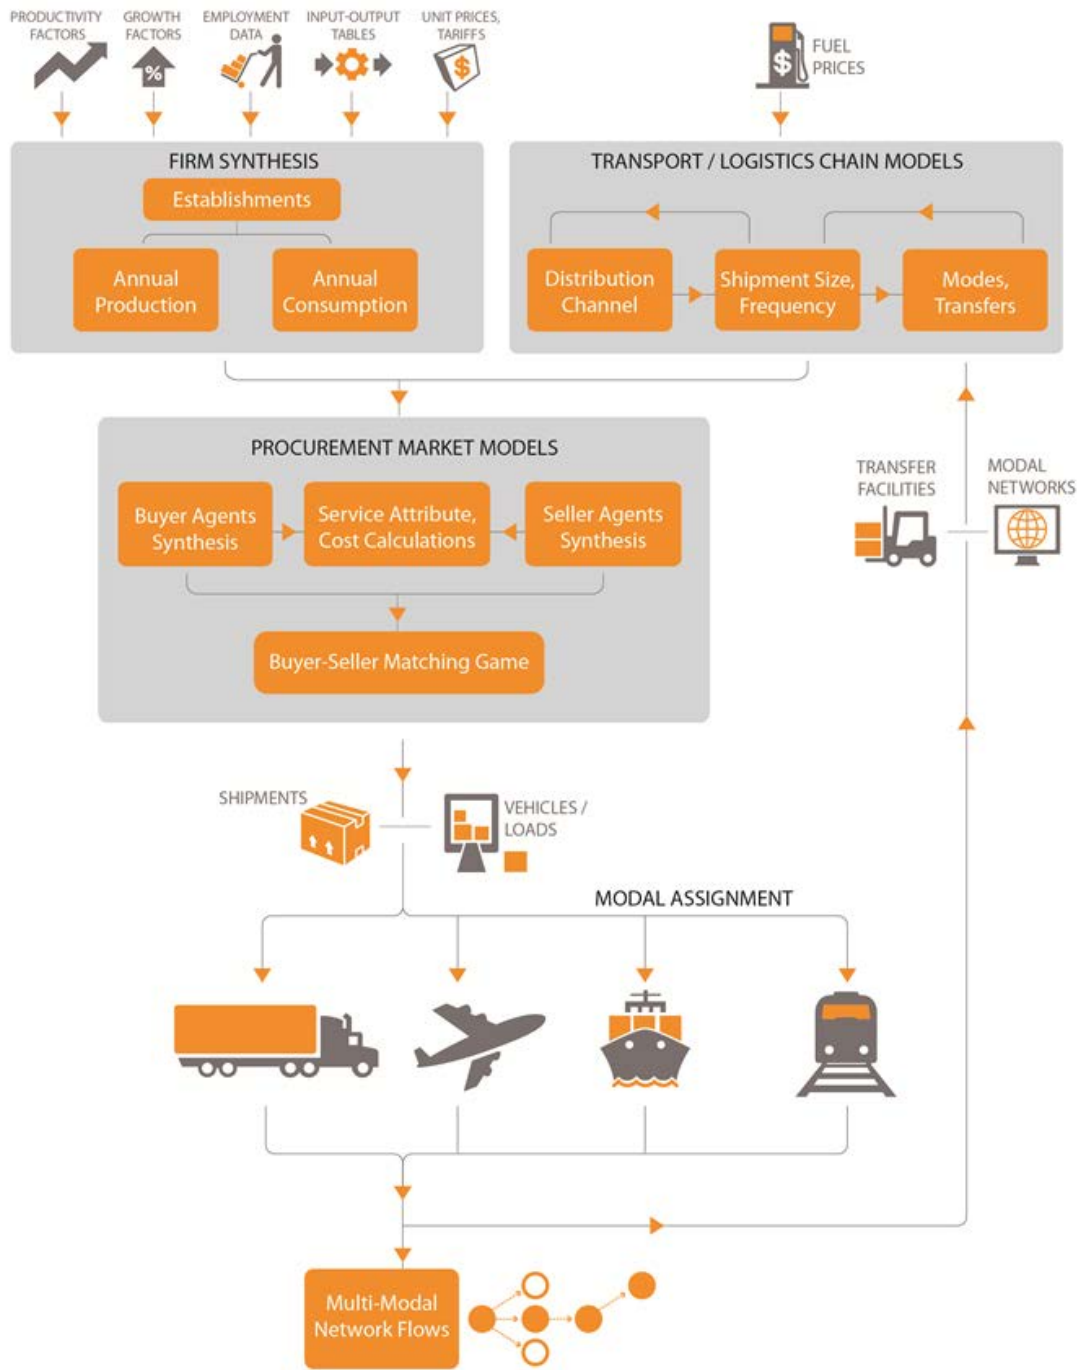 PRODUCTIVITY
FACTORS
GROWTH
FACTORS
%
EMPLOYMENT
DATA
INPUT-OUTPUT
TABLES
UNIT PRICES,
TARIFFS
$
$
FUEL
PRICES
FIRM SYNTHESIS
Establishments
Annual
Production
Annual
Consumption
TRANSPORT / LOGISTICS CHAIN MODELS
Distribution
Channel
Shipment Size,
Frequency
Modes,
Transfers
PROCUREMENT MARKET MODELS
Buyer Agents
Synthesis
Service Attribute,
Cost Calculations
Seller Agents
Synthesis
Buyer-Seller Matching Game
TRANSFER
FACILITIES
MODAL
NETWORKS
SHIPMENTS
VEHICLES /
LOADS
MODAL ASSIGNMENT
Multi-Modal
Network Flows